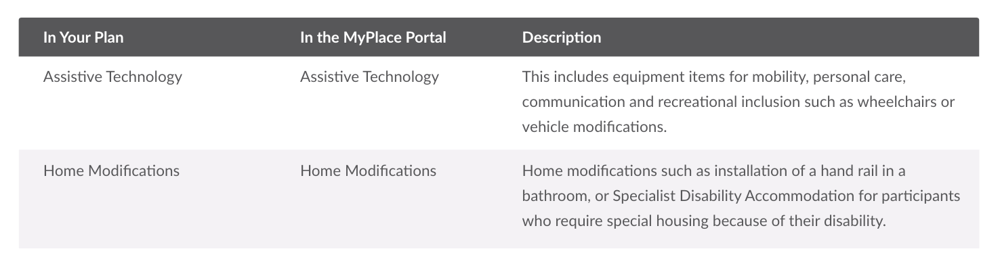 In Your Plan
In the MyPlace Portal
Description
Assistive Technology
Assistive Technology
This includes equipment items for mobility, personal care,
communication and recreational inclusion such as wheelchairs or
vehicle modifications.
Home Modifications
Home Modifications
Home modifications such as installation of a hand rail in a
bathroom, or Specialist Disability Accommodation for participants
who require special housing because of their disability.